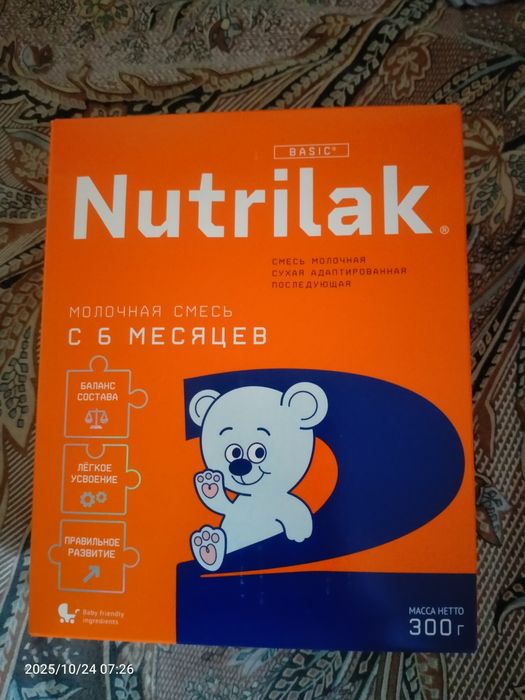 BASIC®
Nutrilak®
СМЕСЬ МОЛОЧНАЯ
СУХАЯ АДАПТИРОВАННАЯ
ПОСЛЕДУЮЩАЯ
МОЛОЧНАЯ СМЕСЬ
С 6 МЕСЯЦЕВ
БАЛАНС
СОСТАВА
ЛЁГКОЕ
УСВОЕНИЕ
ПРАВИЛЬНОЕ
РАЗВИТИЕ
2
Baby friendly
ingredients
МАССА НЕТТО
300 г
2025/10/24 07:26